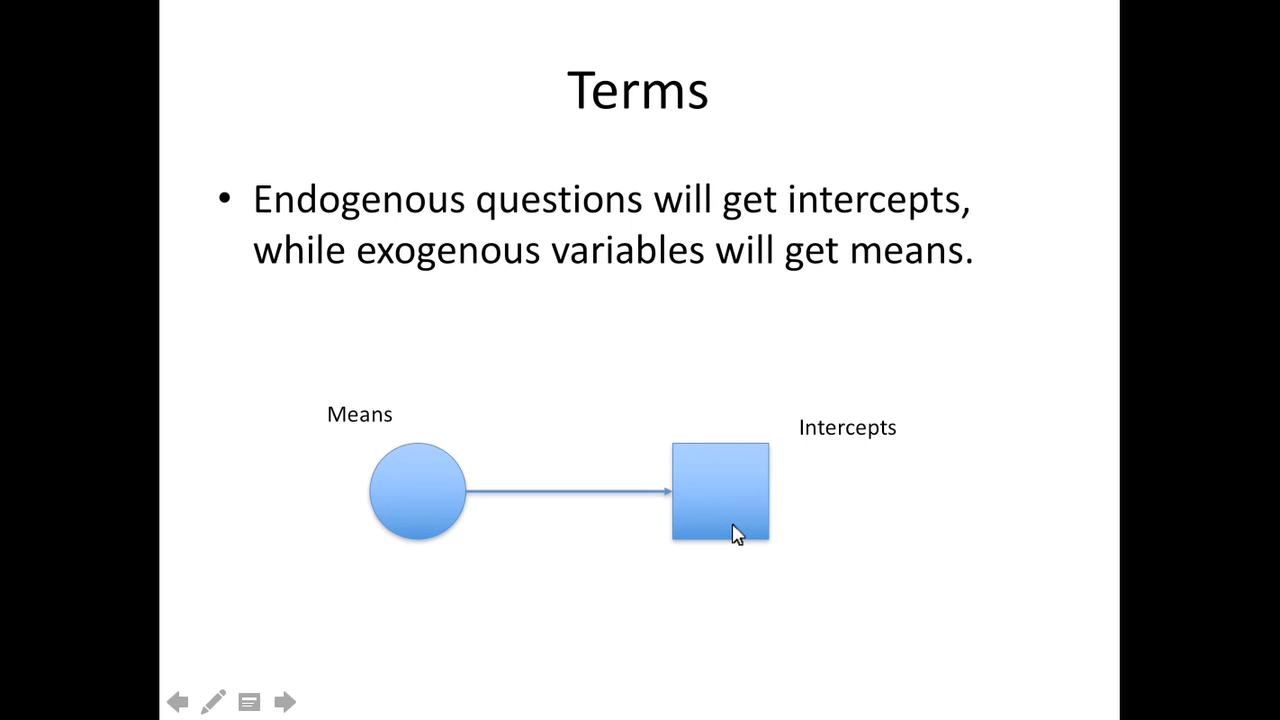 Terms
• Endogenous questions will get intercepts,
while exogenous variables will get means.
Means
Intercepts